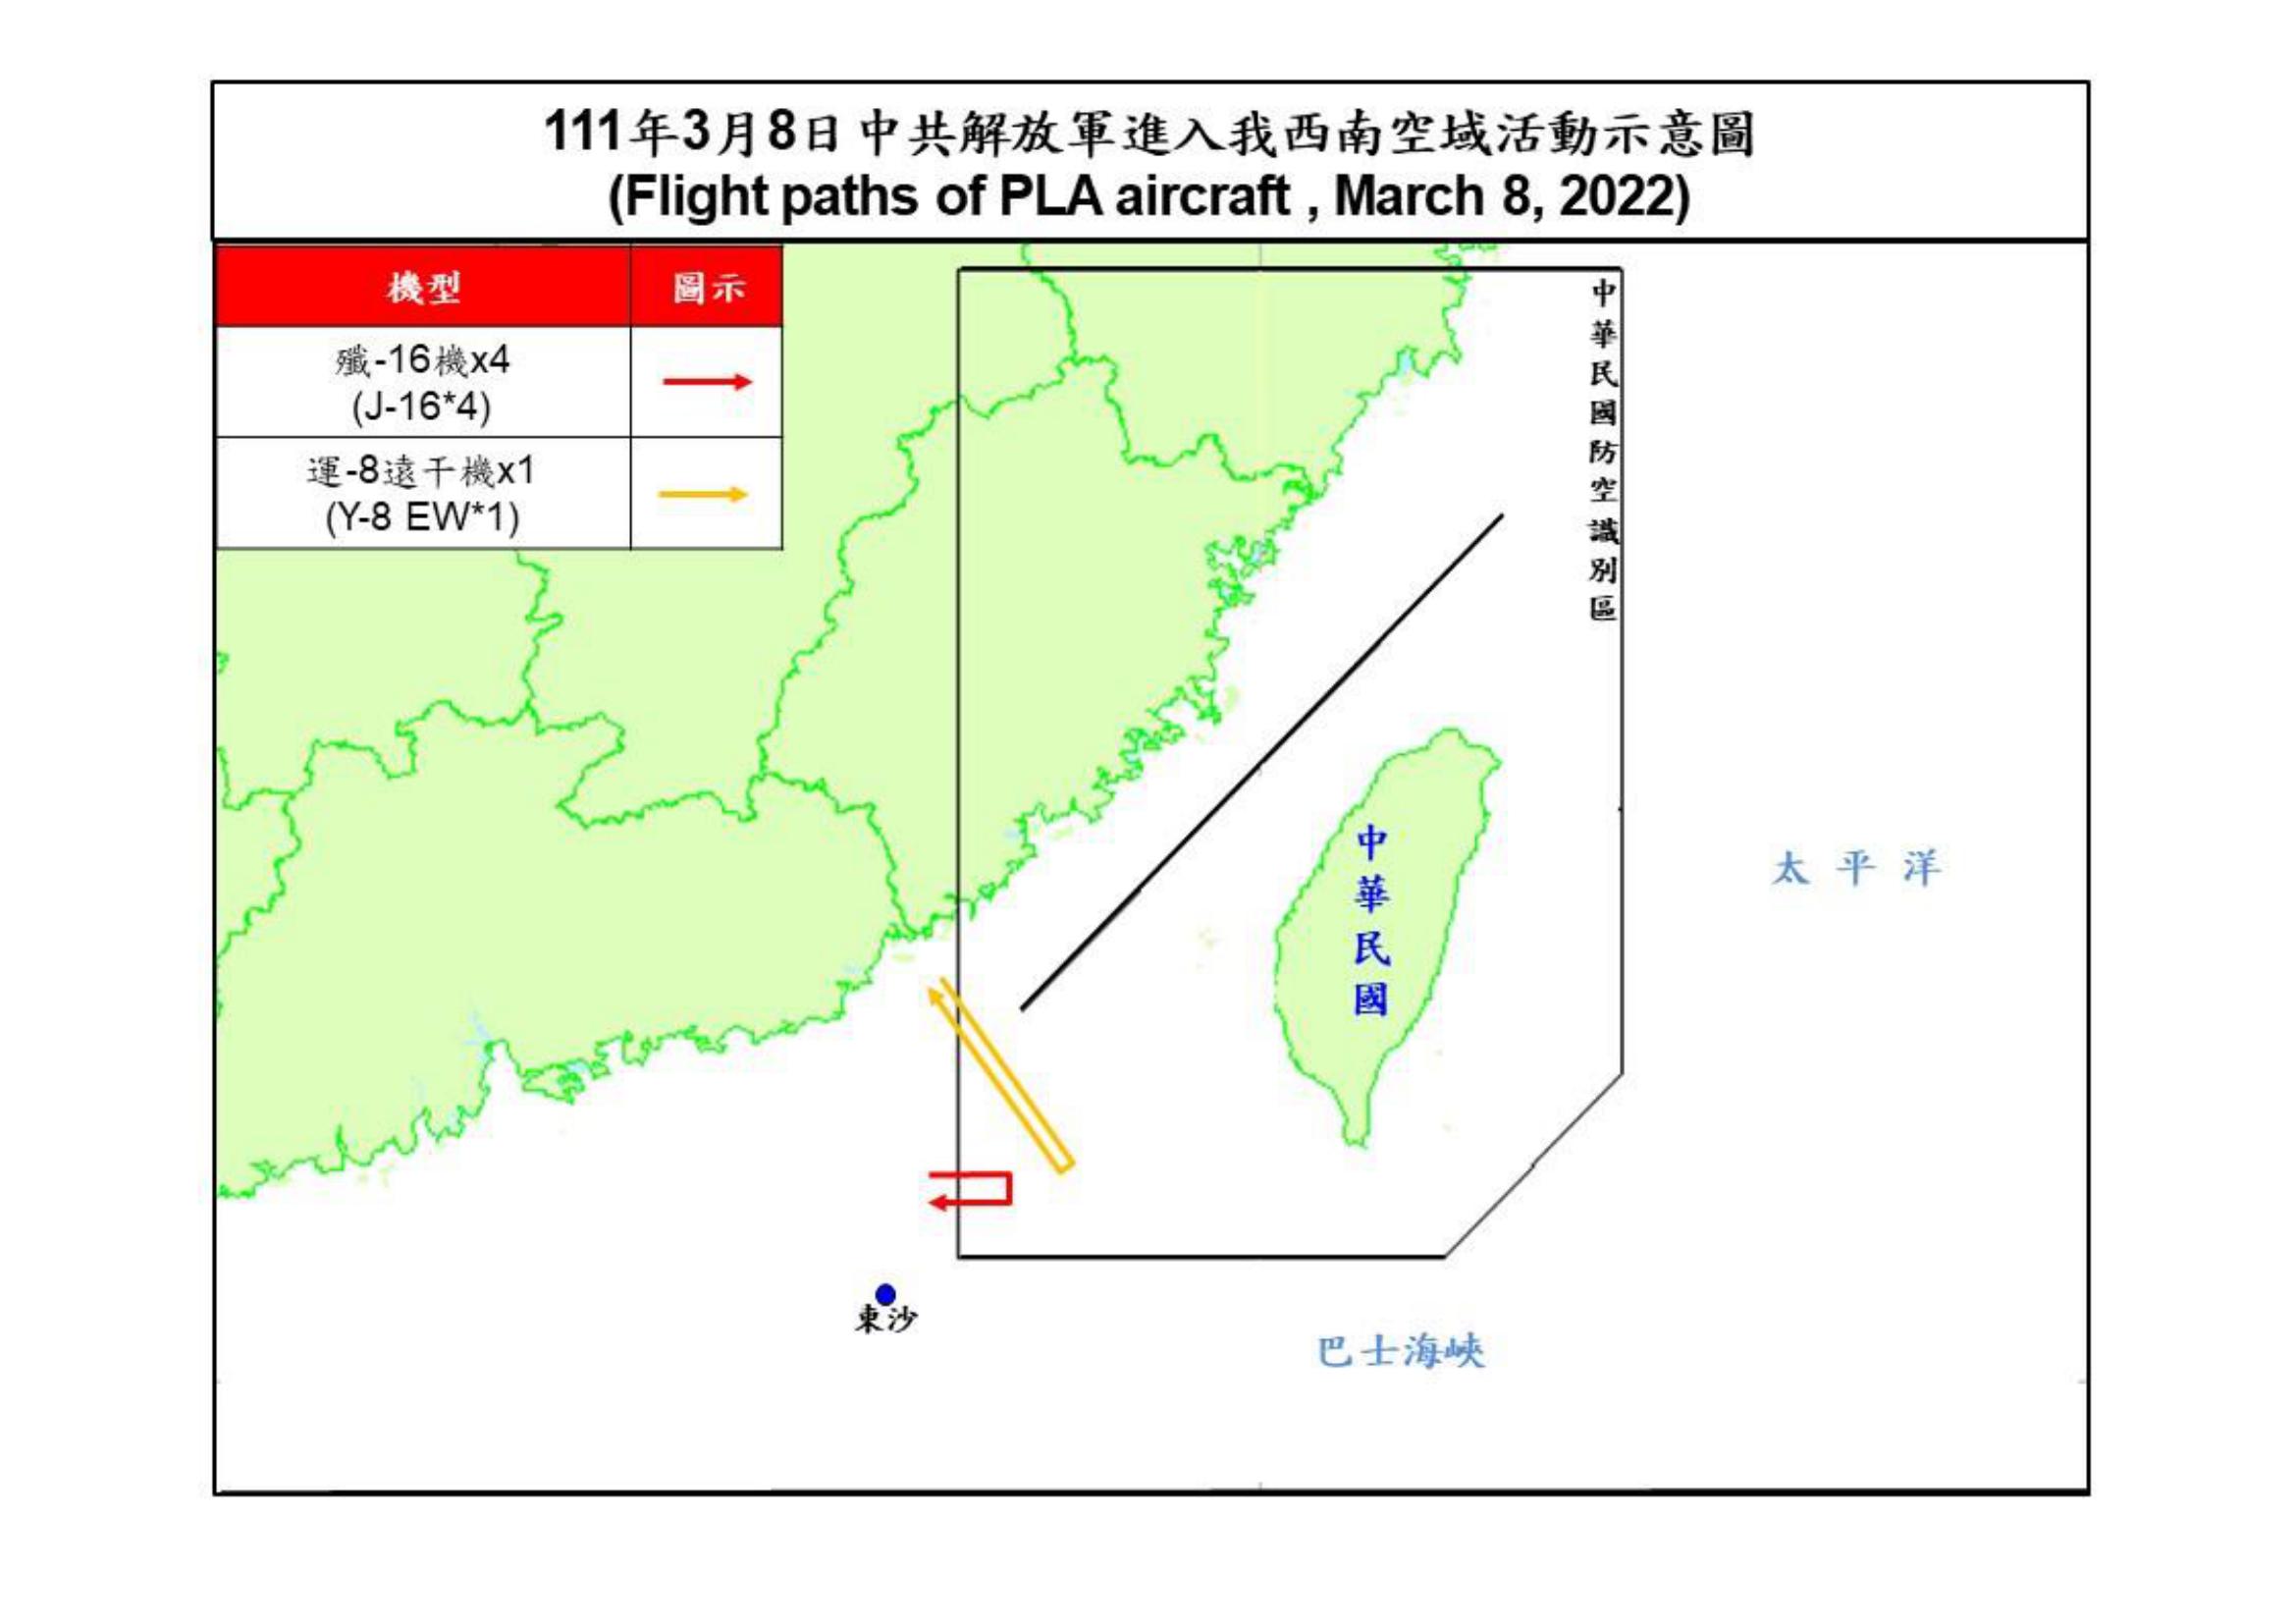 111年3月8日中共解放軍進入我西南空域活動示意圖
(Flight paths of PLA aircraft , March 8, 2022)
機型
圖示
殲-16機x4
(J-16*4)
運-8遠干機x1
(Y-8 EW*1)
中華民國防空識別區
中華民國
太平洋
東沙
巴士海峽